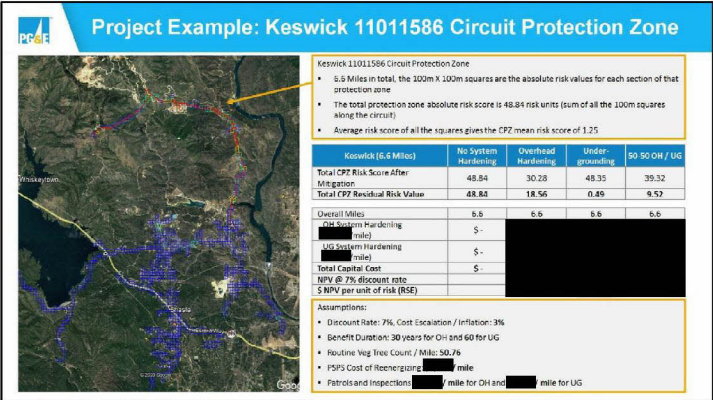 PG&E
Project Example: Keswick 11011586 Circuit Protection Zone
Keswick 11011586 Circuit Protection Zone
▪ 6.6 Miles in total, the 100m X 100m squares are the absolute risk values for each section of that
protection zone
▪ The total protection zone absolute risk score is 48.84 risk units (sum of all the 100m squares
along the circuit)
▪ Average risk score of all the squares gives the CPZ mean risk score of 1.25
Keswick (6.6 Miles) No System Hardening Overhead Hardening Under-grounding 50-50 OH / UG
Total CPZ Risk Score After
Mitigation 48.84 30.28 48.35 39.32
Total CPZ Residual Risk Value 48.84 18.56 0.49 9.52
Overall Miles 6.6 6.6 6.6 6.6
OH System Hardening
/mile) $ -
UG System Hardening
/mile) $ -
Total Capital Cost $ -
NPV @ 7% discount rate
$ NPV per unit of risk (RSE)
Assumptions:
▪ Discount Rate: 7%, Cost Escalation / Inflation: 3%
▪ Benefit Duration: 30 years for OH and 60 for UG
▪ Routine Veg Tree Count / Mile: 50.76
▪ PSPS Cost of Reenergizing / mile
▪ Patrols and Inspections / mile for OH and / mile for UG
Whiskeytown
Shasta
Goog